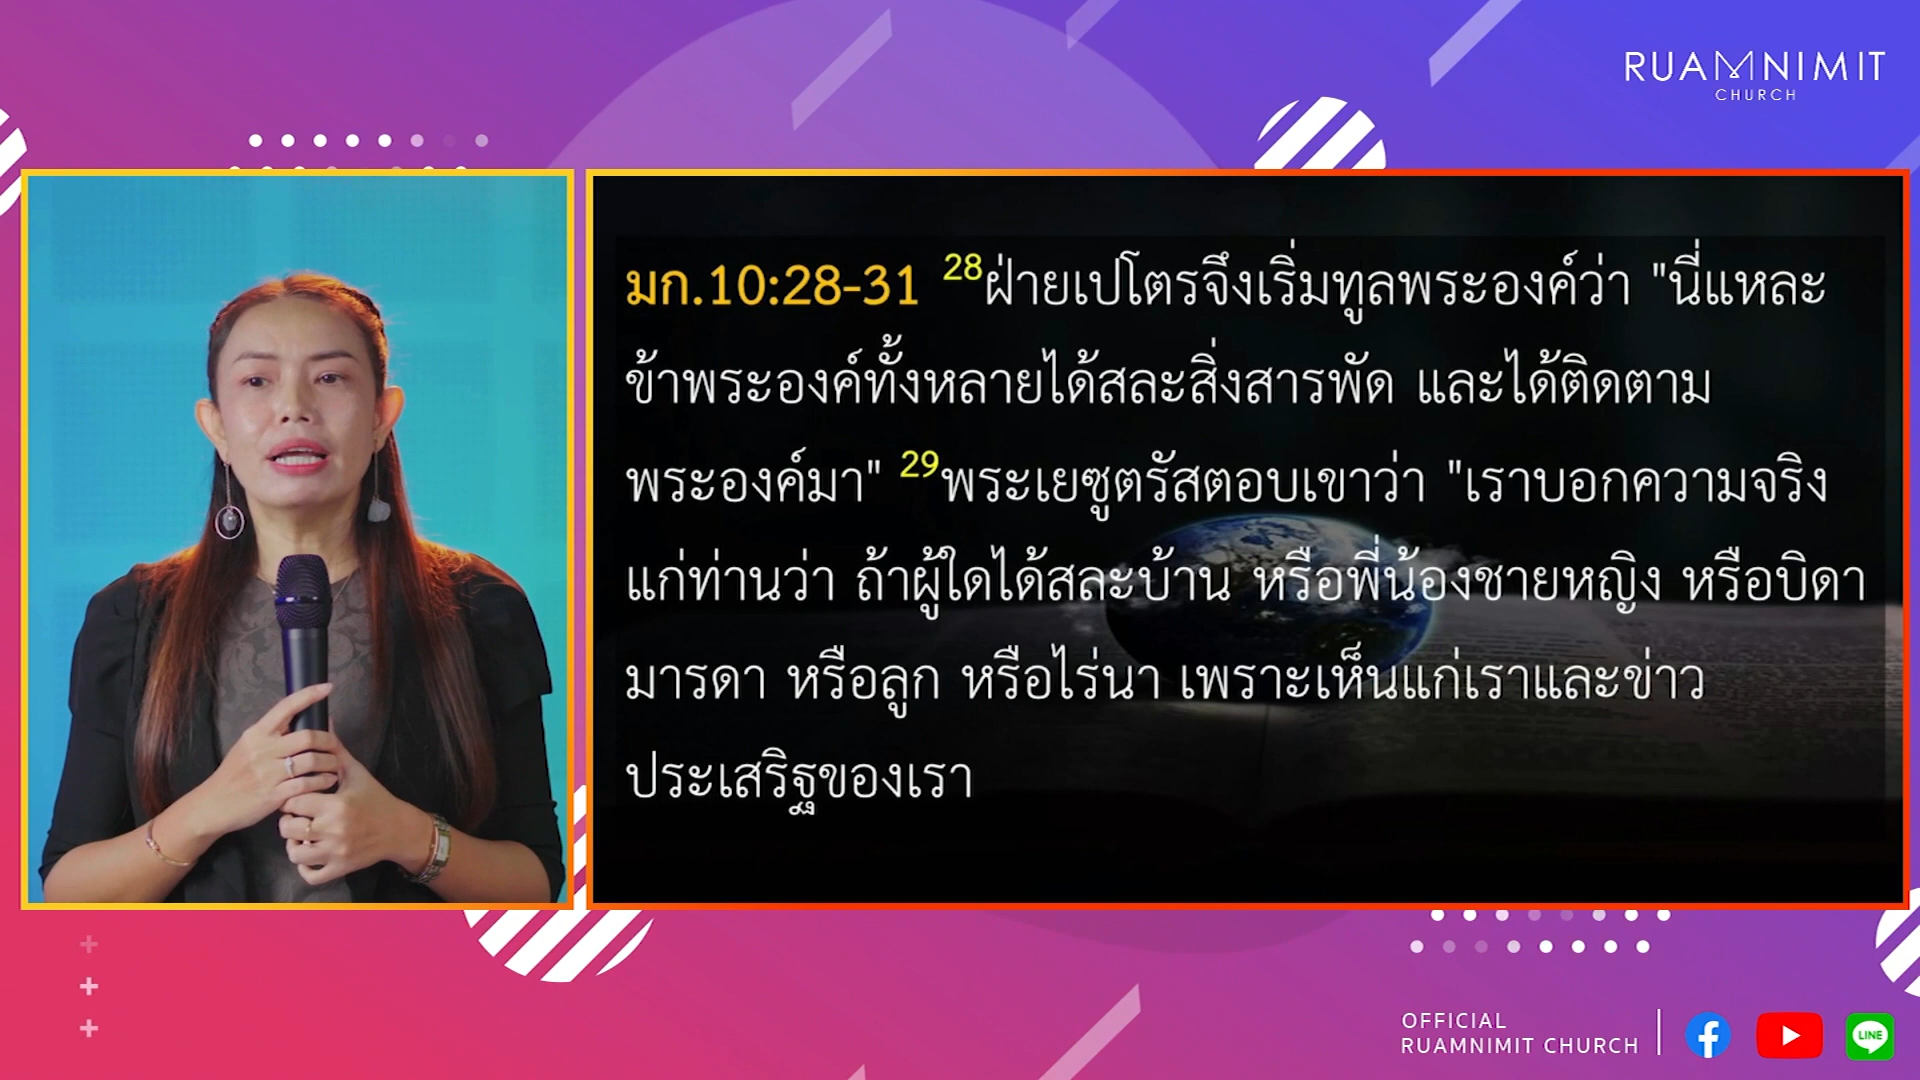 RUAMNIMIT
CHURCH
มก.10:28-31 28ฝ่ายเปโตรจึงเริ่มทูลพระองค์ว่า "นี่แหละ
ข้าพระองค์ทั้งหลายได้สละสิ่งสารพัด และได้ติดตาม
พระองค์มา" 29พระเยซูตรัสตอบเขาว่า "เราบอกความจริง
แก่ท่านว่า ถ้าผู้ใดได้สละบ้าน หรือพี่น้องชายหญิง หรือบิดา
มารดา หรือลูก หรือไร่นา เพราะเห็นแก่เราและข่าว
ประเสริฐของเรา
OFFICIAL
RUAMNIMIT CHURCH
LINE